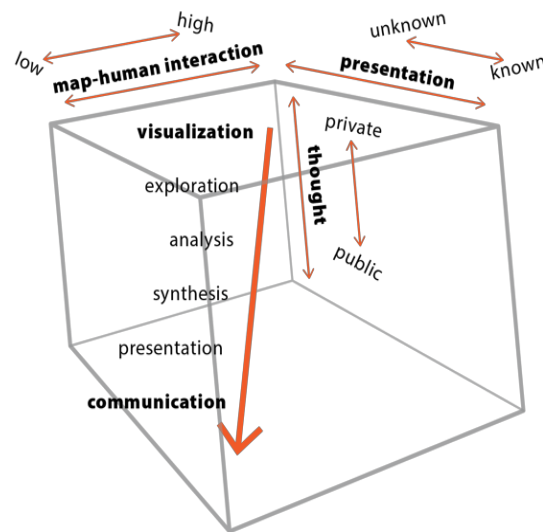 high
low
map-human interaction
unknown
known
presentation
visualization
private
thought
exploration
analysis
public
synthesis
presentation
communication